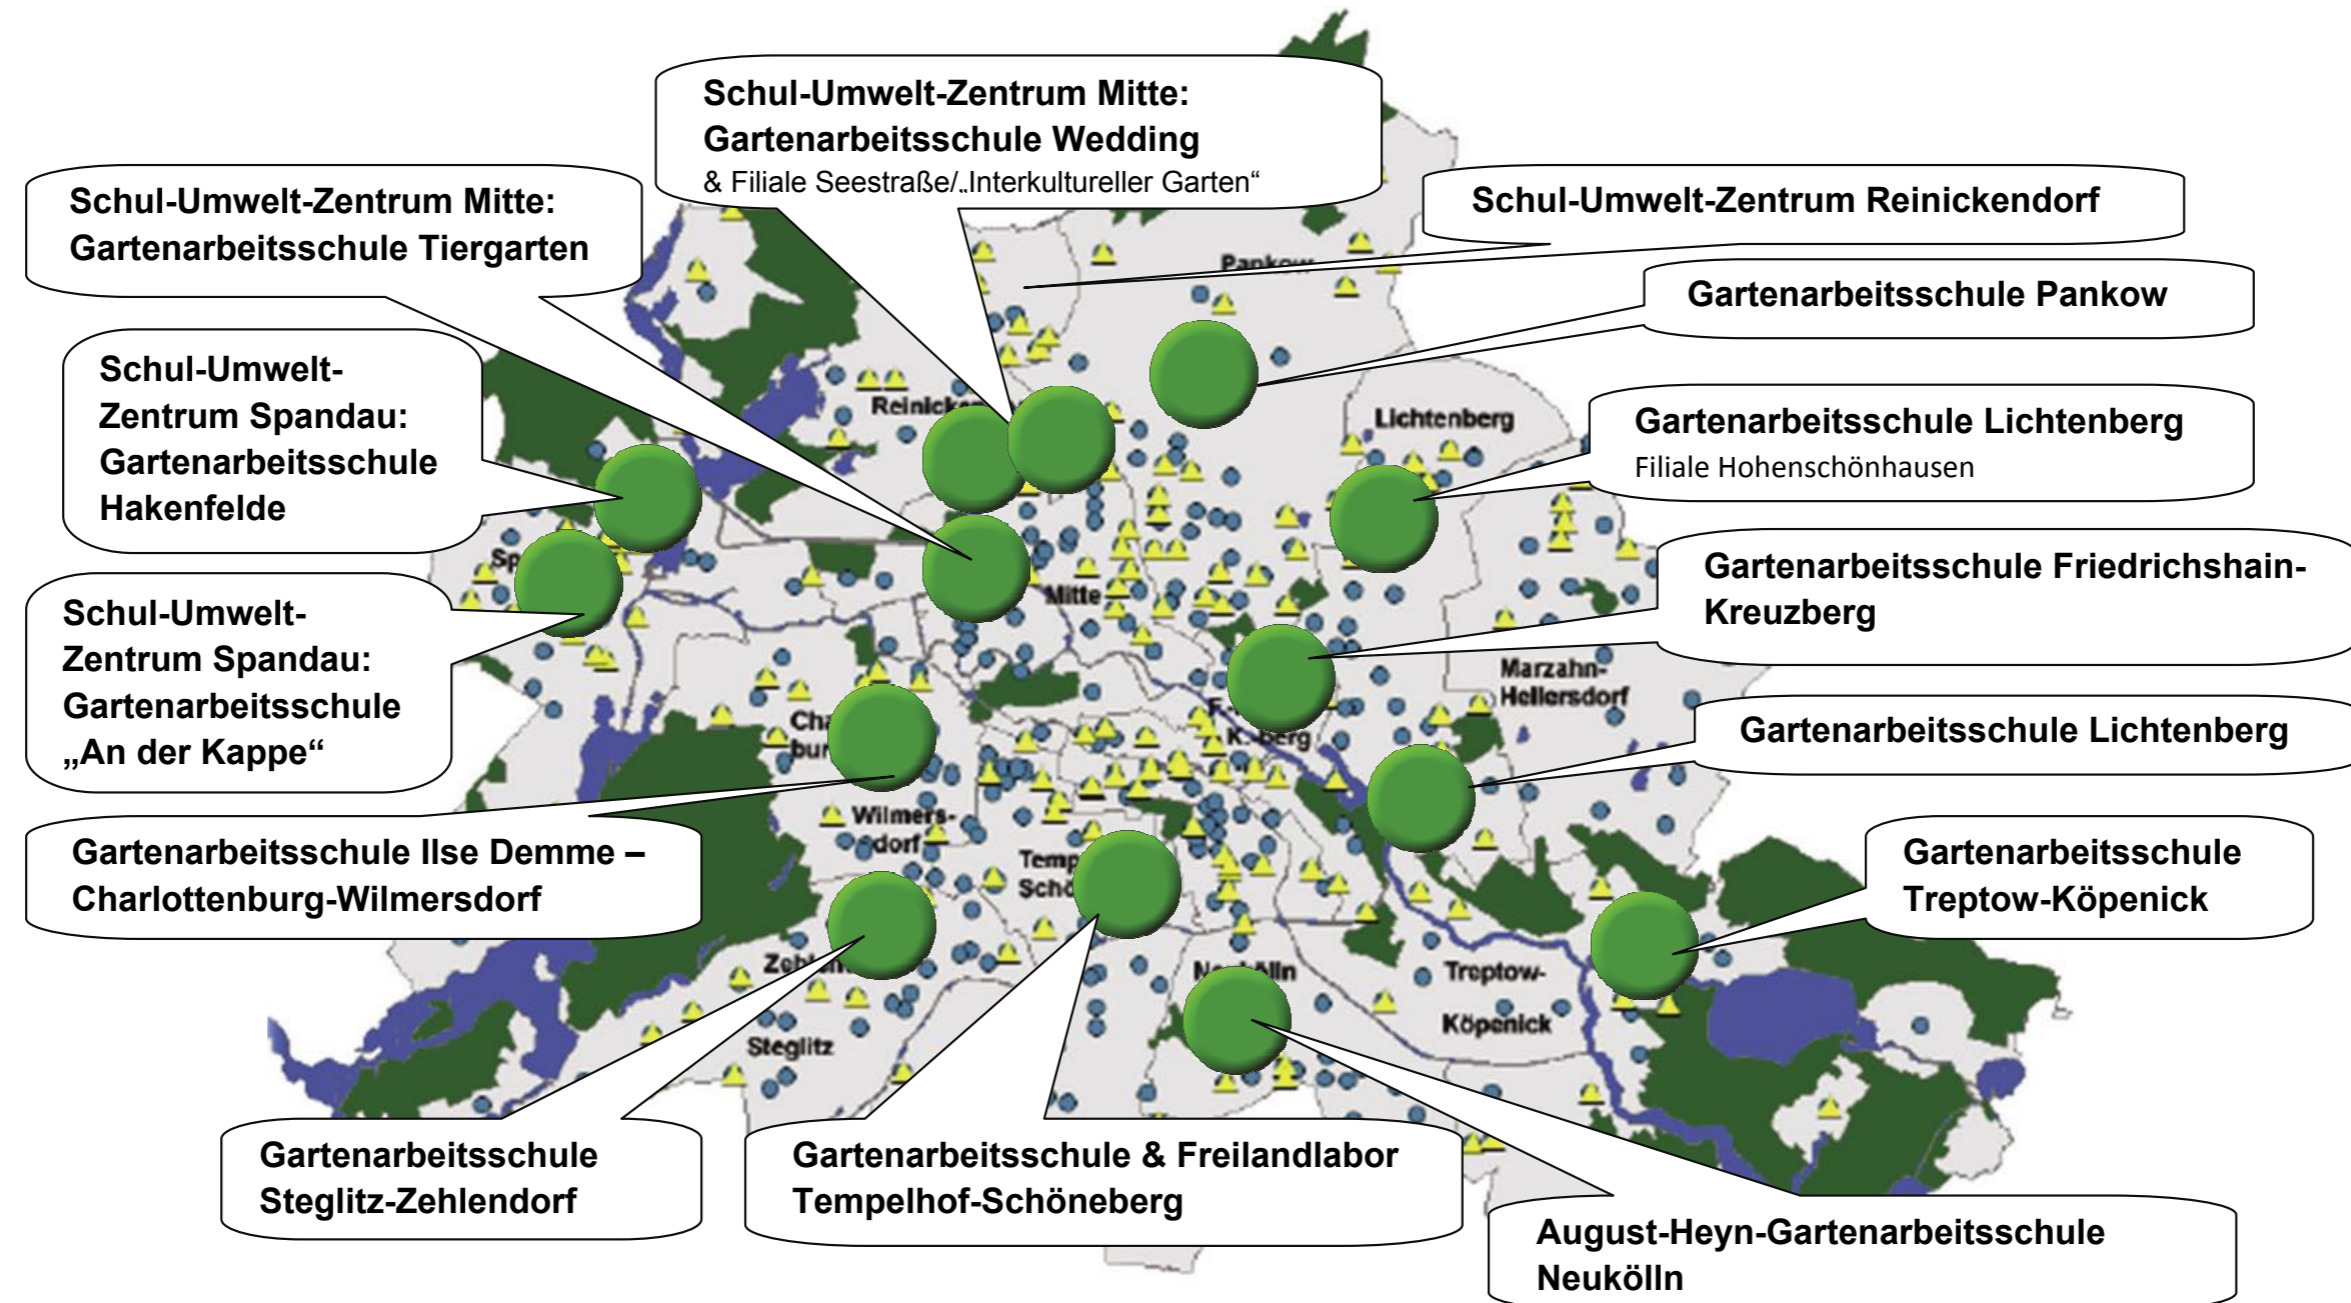 Schul-Umwelt-Zentrum Mitte:
Gartenarbeitsschule Wedding
& Filiale Seestraße/„Interkultureller Garten“
Schul-Umwelt-Zentrum Mitte:
Gartenarbeitsschule Tiergarten
Schul-Umwelt-Zentrum Reinickendorf
Gartenarbeitsschule Pankow
Schul-Umwelt-
Zentrum Spandau:
Gartenarbeitsschule
Hakenfelde
Gartenarbeitsschule Lichtenberg
Filiale Hohenschönhausen
Gartenarbeitsschule Friedrichshain-
Kreuzberg
Schul-Umwelt-
Zentrum Spandau:
Gartenarbeitsschule
„An der Kappe“
Gartenarbeitsschule Lichtenberg
Gartenarbeitsschule Ilse Demme –
Charlottenburg-Wilmersdorf
Gartenarbeitsschule
Treptow-Köpenick
Gartenarbeitsschule
Steglitz-Zehlendorf
Gartenarbeitsschule & Freilandlabor
Tempelhof-Schöneberg
August-Heyn-Gartenarbeitsschule
Neukölln
Pankow
Lichtenberg
Mitte
Marzahn-
Hellersdorf
K.-berg
Wilmers-
dorf
Neukölln
Treptow-
Köpenick
Steglitz